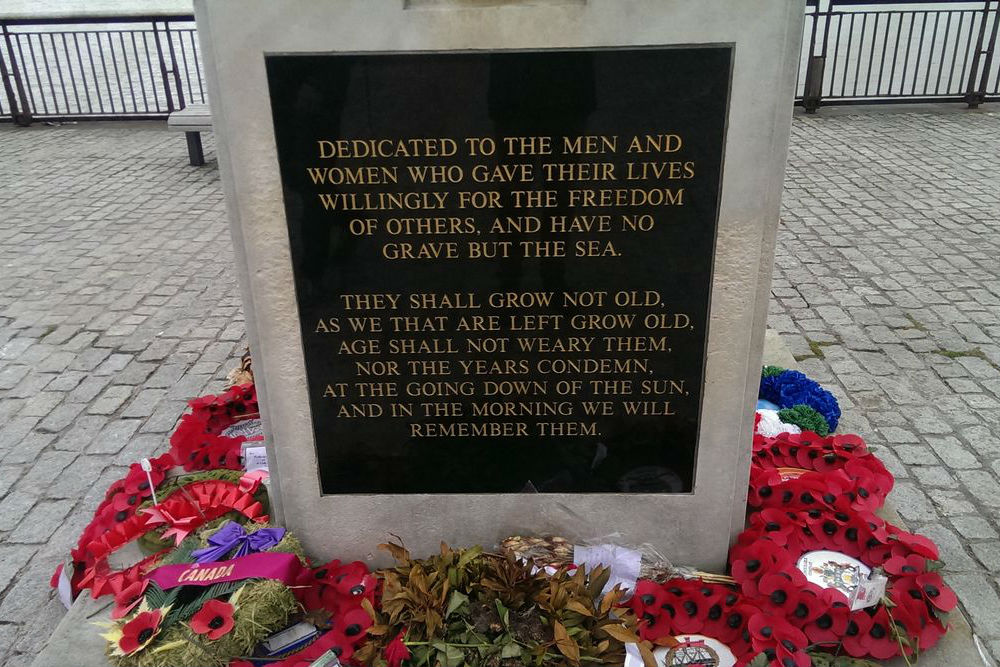 DEDICATED TO THE MEN AND
WOMEN WHO GAVE THEIR LIVES
WILLINGLY FOR THE FREEDOM
OF OTHERS, AND HAVE NO
GRAVE BUT THE SEA.
THEY SHALL GROW NOT OLD,
AS WE THAT ARE LEFT GROW OLD,
AGE SHALL NOT WEARY THEM,
NOR THE YEARS CONDEMN,
AT THE GOING DOWN OF THE SUN,
AND IN THE MORNING WE WILL
REMEMBER THEM.
CANADA